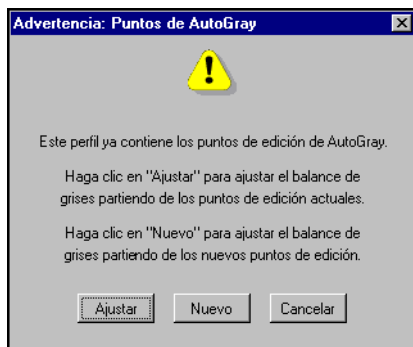 Advertencia: Puntos de AutoGray
Este perfil ya contiene los puntos de edición de AutoGray.
Haga clic en "Ajustar" para ajustar el balance de
grises partiendo de los puntos de edición actuales.
Haga clic en "Nuevo" para ajustar el balance de
grises partiendo de los nuevos puntos de edición.
Ajustar
Nuevo
Cancelar